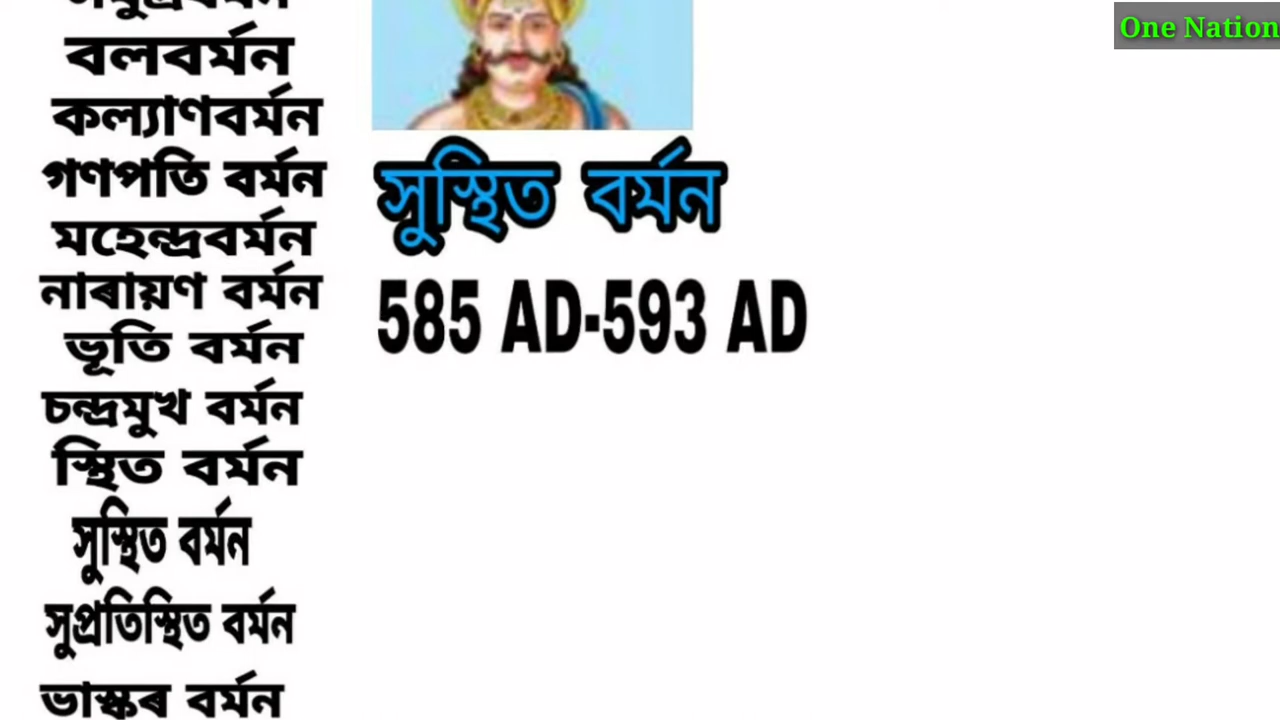 One Nation
বলবৰ্মন
কল্যাণবৰ্মন
গণপতি বৰ্মন
মহেন্দ্ৰবৰ্মন
নাৰায়ণ বৰ্মন
ভূতি বৰ্মন
চন্দ্ৰমুখ বৰ্মন
স্থিত বৰ্মন
সুস্থিত বৰ্মন
সুপ্ৰতিস্থিত বৰ্মন
ভাস্কৰ বৰ্মন
সুস্থিত বৰ্মন
585 AD-593 AD